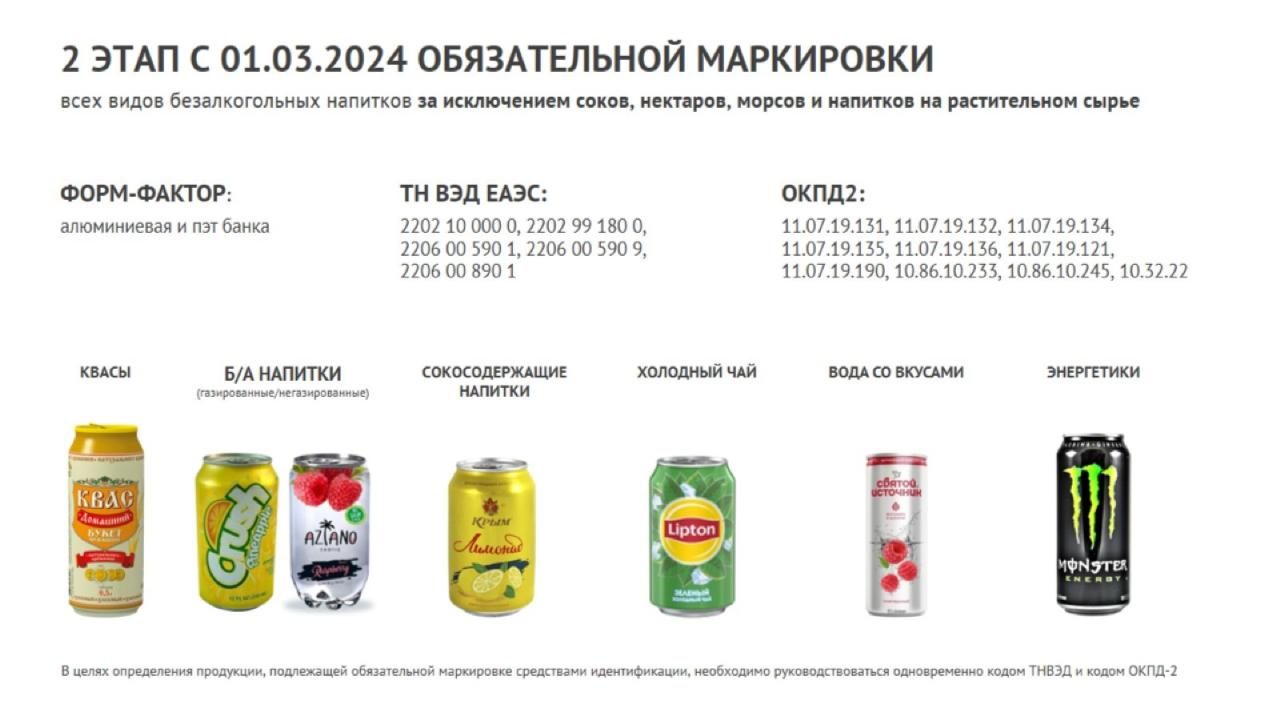 2 ЭТАП С 01.03.2024 ОБЯЗАТЕЛЬНОЙ МАРКИРОВКИ
всех видов безалкогольных напитков за исключением соков, нектаров, морсов и напитков на растительном сырье
ФОРМ-ФАКТОР:
алюминиевая и пэт банка
ТН ВЭД ЕАЭС:
2202 10 000 0, 2202 99 180 0,
2206 00 590 1, 2206 00 590 9,
2206 00 890 1
ОКПД2:
11.07.19.131, 11.07.19.132, 11.07.19.134,
11.07.19.135, 11.07.19.136, 11.07.19.121,
11.07.19.190, 10.86.10.233, 10.86.10.245, 10.32.22
КВАСЫ
Б/А НАПИТКИ
(газированные/негазированные)
СОКОСОДЕРЖАЩИЕ
НАПИТКИ
ХОЛОДНЫЙ ЧАЙ
ВОДА СО ВКУСАМИ
ЭНЕРГЕТИКИ
КВАС
Домашний
БУКЕТ
Crush
Pineapple
AZIANO
Raspberry
КРЫМ
Лимонад
Lipton
ЗЕЛЕНЫЙ
ХОЛОДНЫЙ ЧАЙ
СВЯТОЙ
ИСТОЧНИК
MONSTER
ENERGY
В целях определения продукции, подлежащей обязательной маркировке средствами идентификации, необходимо руководствоваться одновременно кодом ТНВЭД и кодом ОКПД-2